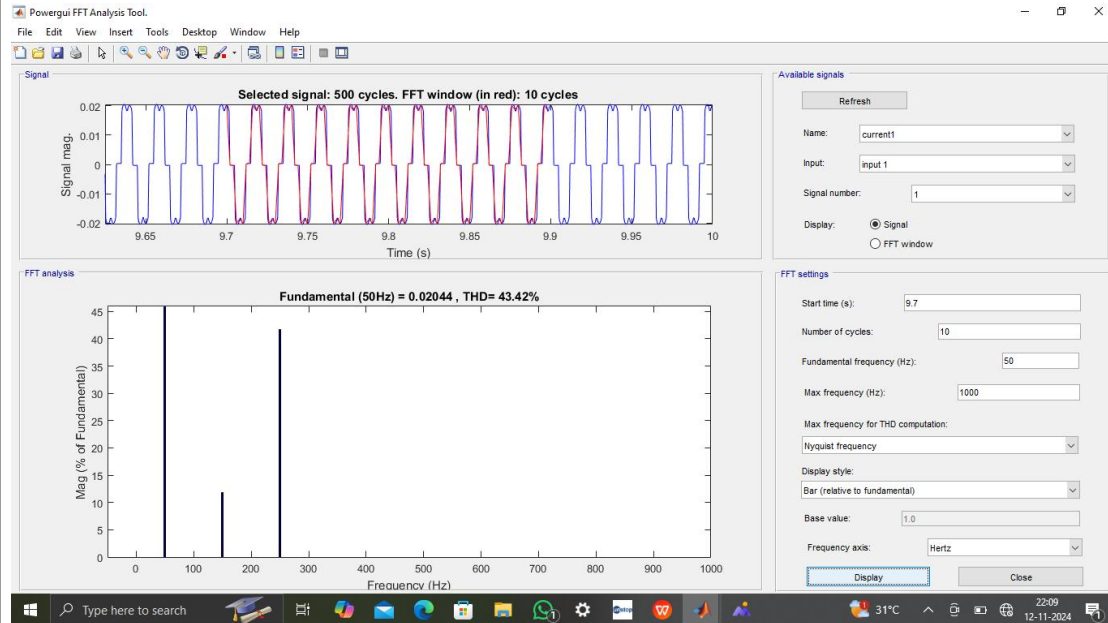 Powergui FFT Analysis Tool.
File Edit View Insert Tools Desktop Window Help
Signal
Selected signal: 500 cycles. FFT window (in red): 10 cycles
0.02
0.01
0
-0.01
-0.02
Signal mag.
9.65 9.7 9.75 9.8 9.85 9.9 9.95 10
Time (s)
FFT analysis
Fundamental (50Hz) = 0.02044 , THD= 43.42%
45
40
35
30
25
20
15
10
5
0
Mag (% of Fundamental)
0 100 200 300 400 500 600 700 800 900 1000
Frequency (Hz)
Available signals
Refresh
Name: current1
Input: input 1
Signal number: 1
Display: Signal
FFT window
FFT settings
Start time (s): 9.7
Number of cycles: 10
Fundamental frequency (Hz): 50
Max frequency (Hz): 1000
Max frequency for THD computation:
Nyquist frequency
Display style:
Bar (relative to fundamental)
Base value: 1.0
Frequency axis: Hertz
Display Close
Type here to search
1
31°C
22:09
12-11-2024
1